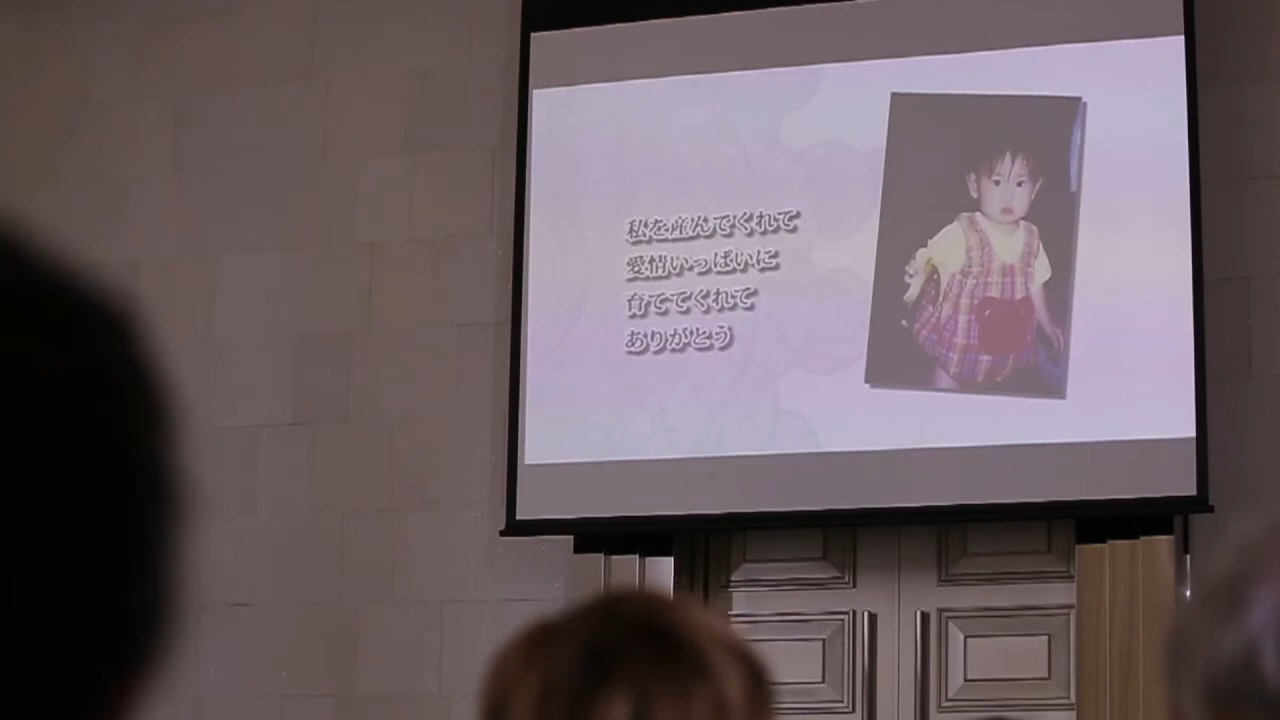 私を産んでくれて
愛情いっぱいに
育ててくれて
ありがとう